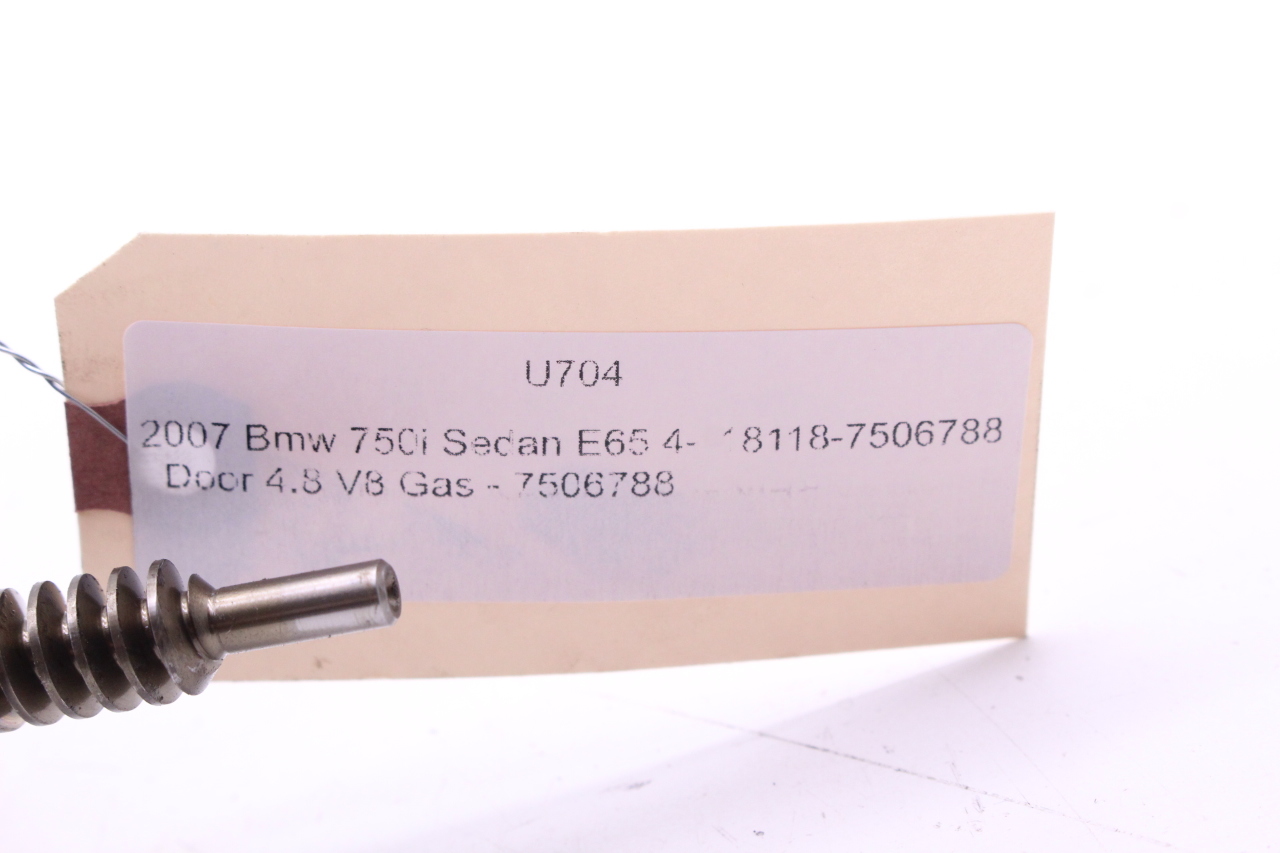 U704
2007 Bmw 750i Sedan E65 4- 18118-7506788
Door 4.8 V8 Gas - 7506788